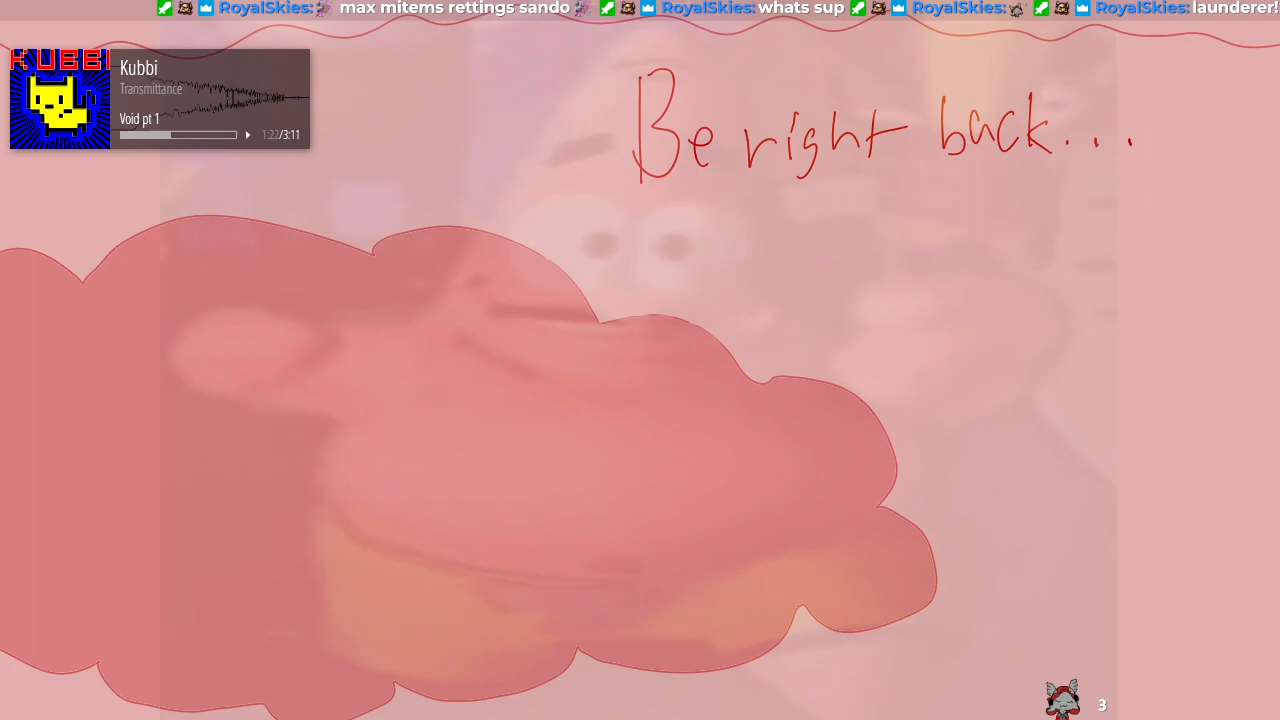 RoyalSkies: max mitems rettings sando RoyalSkies: whats sup RoyalSkies: RoyalSkies: launderer!
KUBBI
Kubbi
Transmittance
Void pt 1
1:22/3:11
Be right back...
3